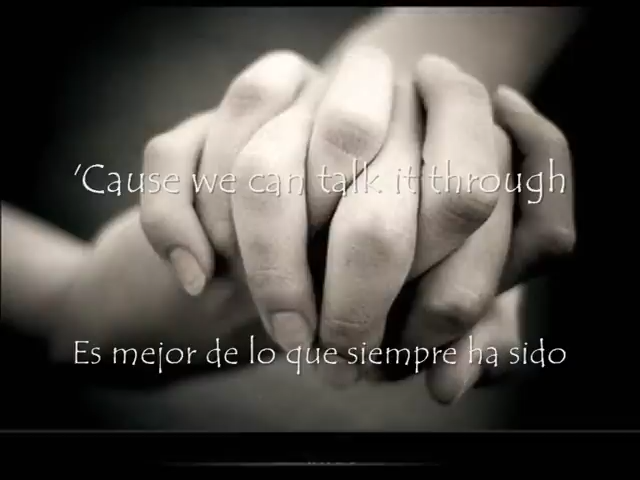 'Cause we can talk it through
Es mejor de lo que siempre ha sido